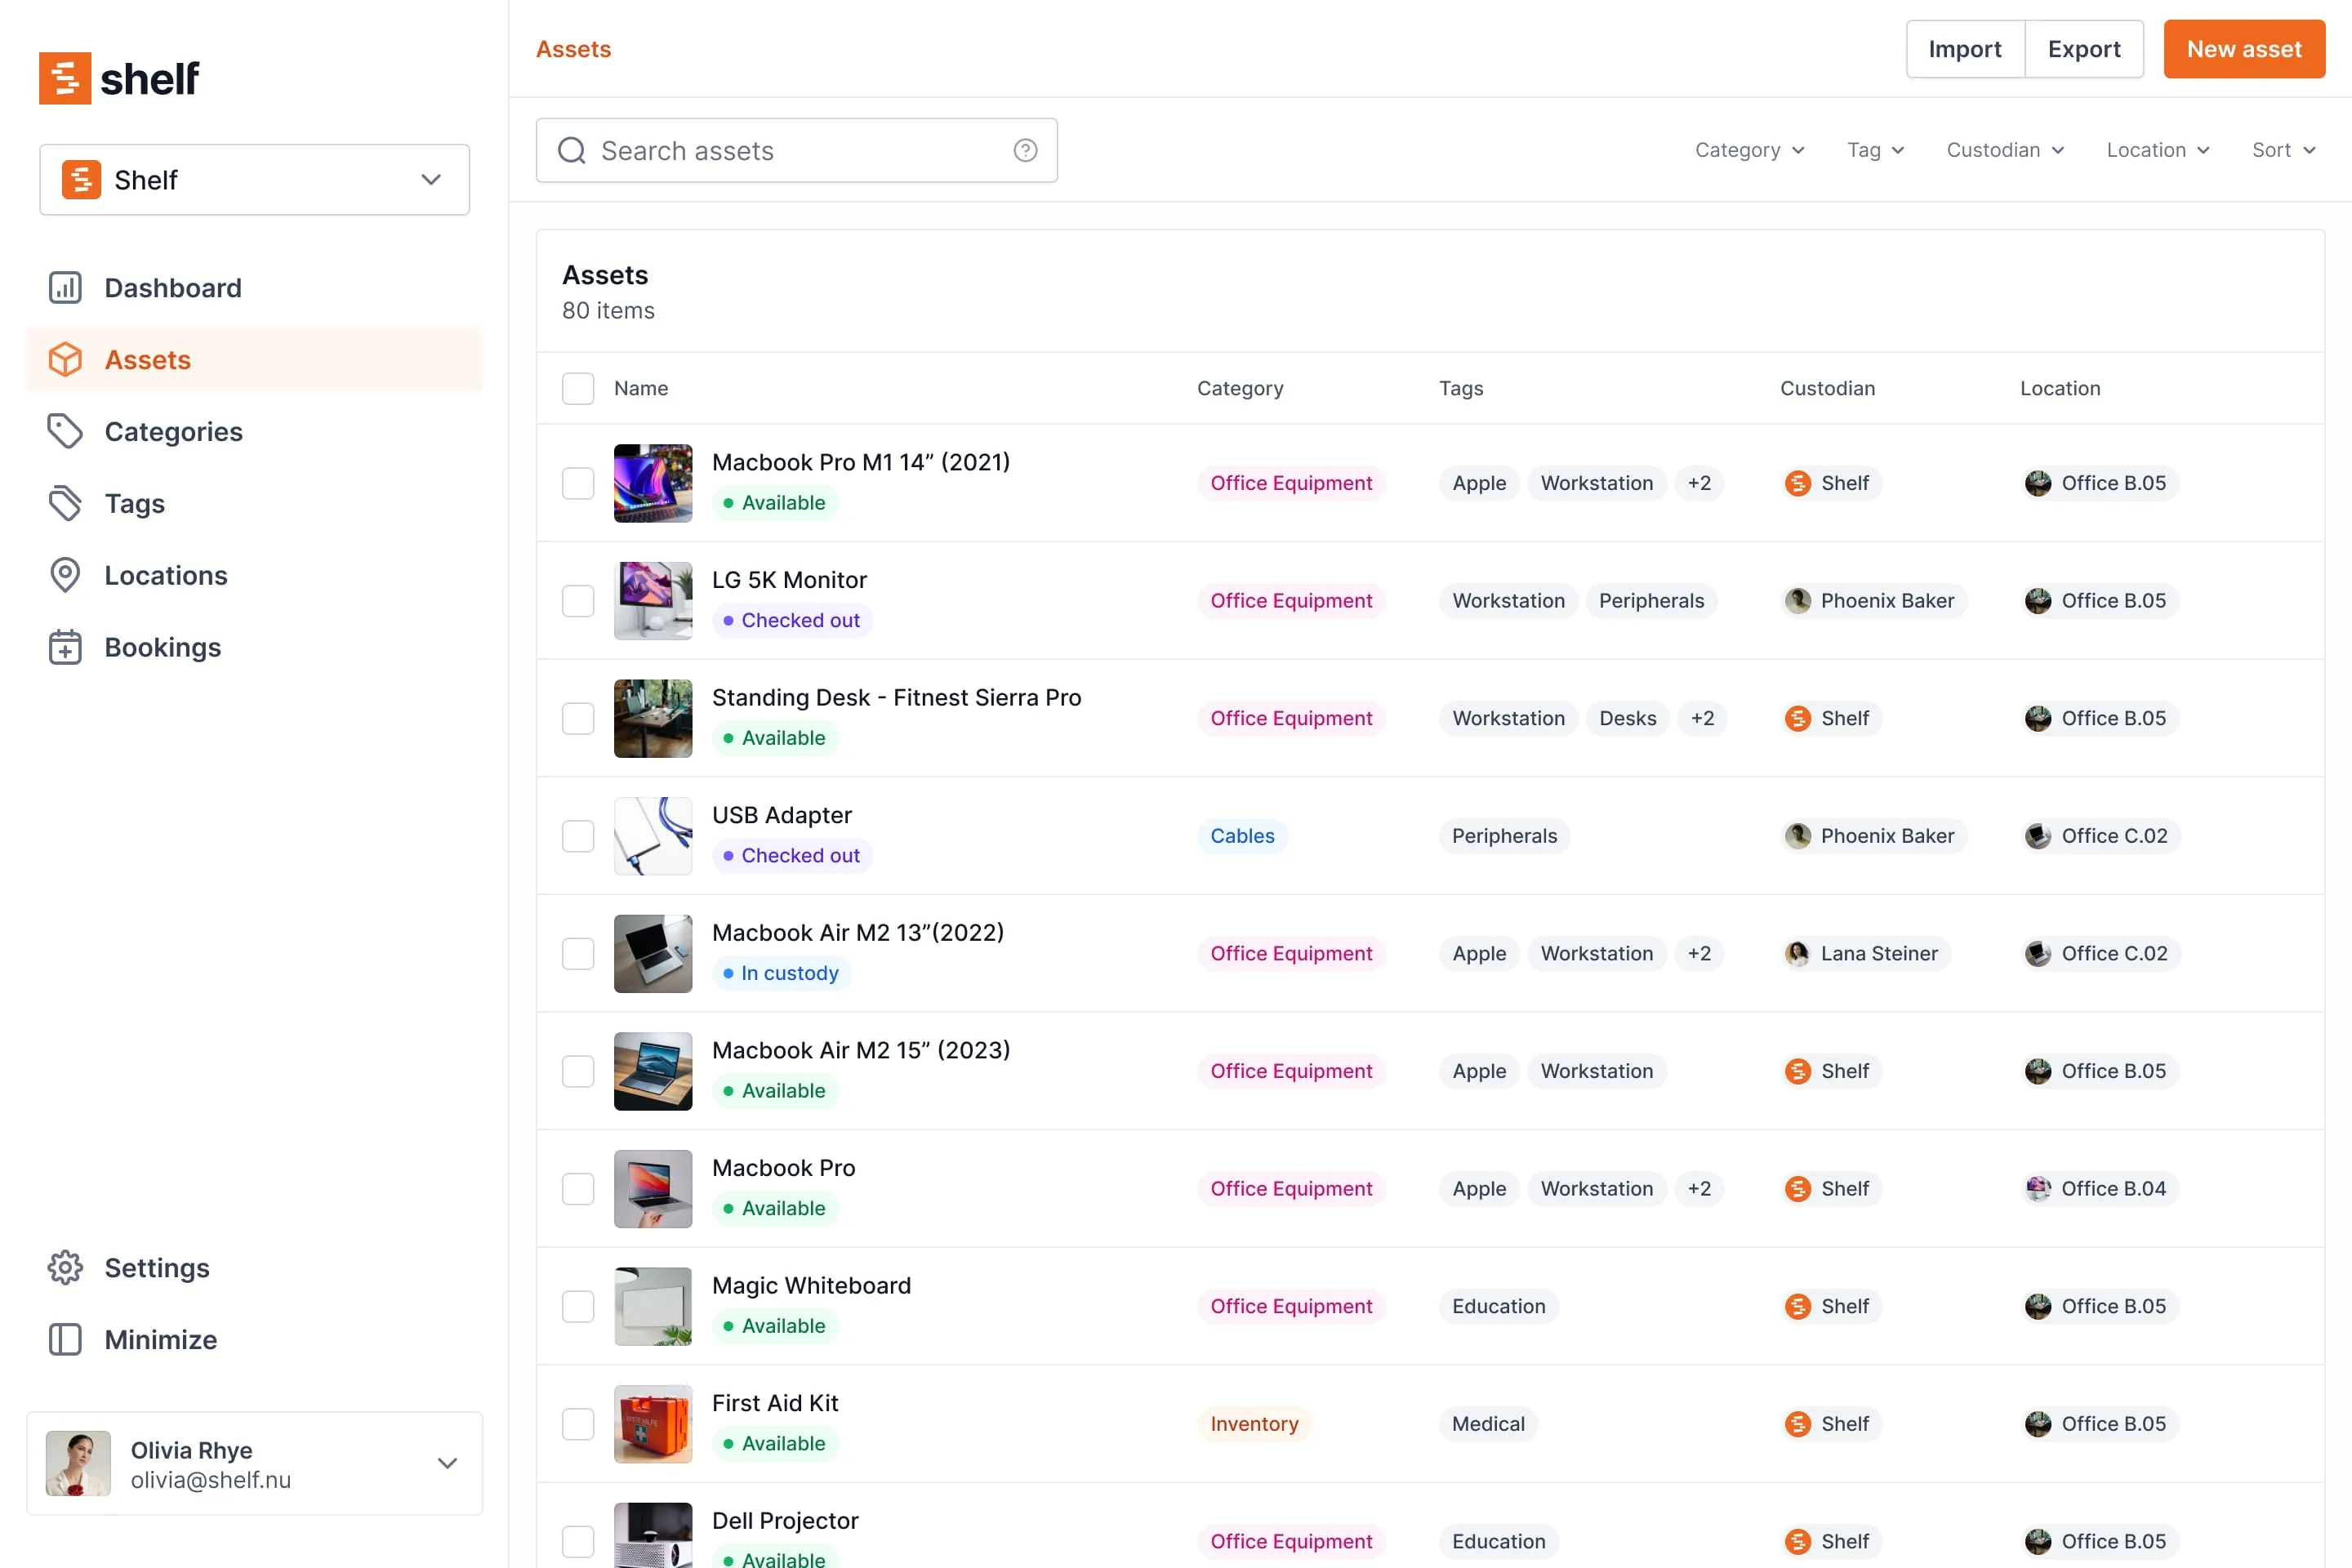 shelf
Shelf
Dashboard
Assets
Categories
Tags
Locations
Bookings
Settings
Minimize
Olivia Rhye
olivia@shelf.nu
Assets
Import Export New asset
Search assets
Category Tag Custodian Location Sort
Assets
80 items
Name Category Tags Custodian Location
Macbook Pro M1 14” (2021)
Available
Office Equipment Apple Workstation +2 Shelf Office B.05
LG 5K Monitor
Checked out
Office Equipment Workstation Peripherals Phoenix Baker Office B.05
Standing Desk - Fitnest Sierra Pro
Available
Office Equipment Workstation Desks +2 Shelf Office B.05
USB Adapter
Checked out
Cables Peripherals Phoenix Baker Office C.02
Macbook Air M2 13”(2022)
In custody
Office Equipment Apple Workstation +2 Lana Steiner Office C.02
Macbook Air M2 15” (2023)
Available
Office Equipment Apple Workstation Shelf Office B.05
Macbook Pro
Available
Office Equipment Apple Workstation +2 Shelf Office B.04
Magic Whiteboard
Available
Office Equipment Education Shelf Office B.05
First Aid Kit
Available
Inventory Medical Shelf Office B.05
Dell Projector
Available
Office Equipment Education Shelf Office B.05